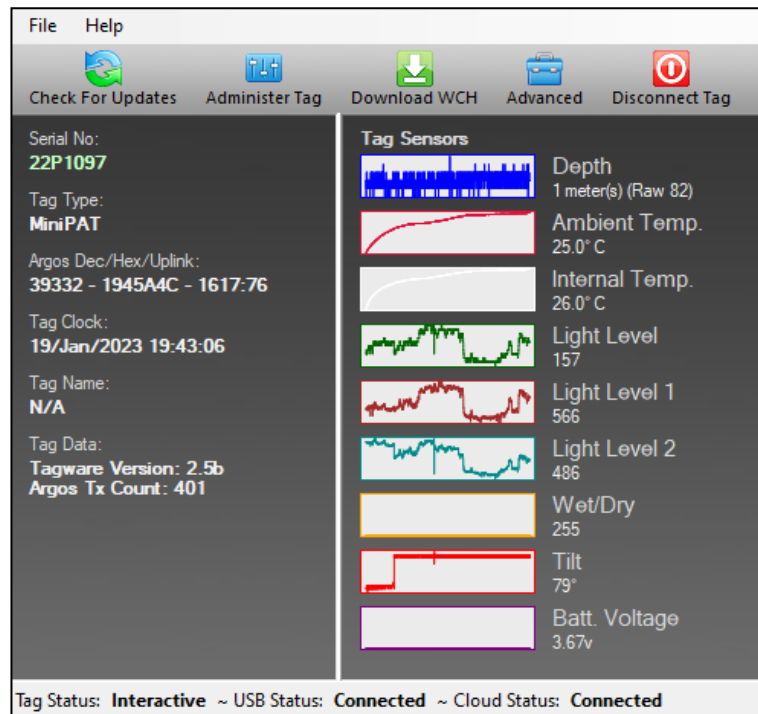 File Help
Check For Updates Administer Tag Download WCH Advanced Disconnect Tag
Serial No:
22P1097
Tag Type:
MiniPAT
Argos Dec/Hex/Uplink:
39332 - 1945A4C - 1617:76
Tag Clock:
19/Jan/2023 19:43:06
Tag Name:
N/A
Tag Data:
Tagware Version: 2.5b
Argos Tx Count: 401
Tag Sensors
Depth
1 meter(s) (Raw 82)
Ambient Temp.
25.0° C
Internal Temp.
26.0° C
Light Level
157
Light Level 1
566
Light Level 2
486
Wet/Dry
255
Tilt
79°
Batt. Voltage
3.67v
Tag Status: Interactive ~ USB Status: Connected ~ Cloud Status: Connected